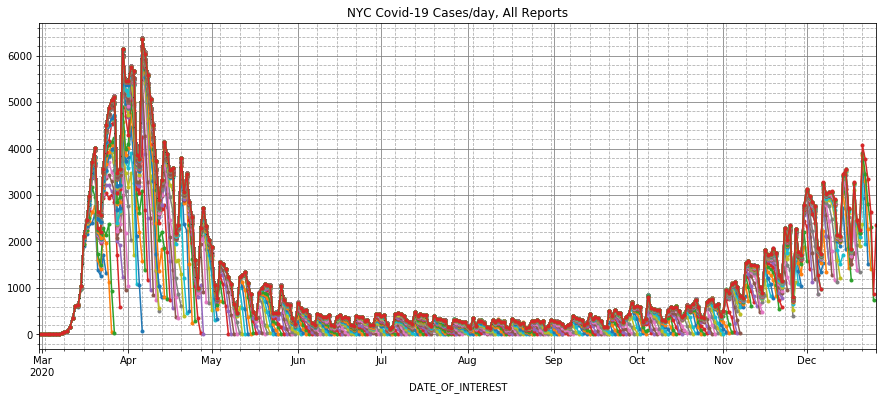 NYC Covid-19 Cases/day, All Reports
6000
5000
4000
3000
2000
1000
0
Mar Apr May Jun Jul Aug Sep Oct Nov Dec
2020
DATE_OF_INTEREST